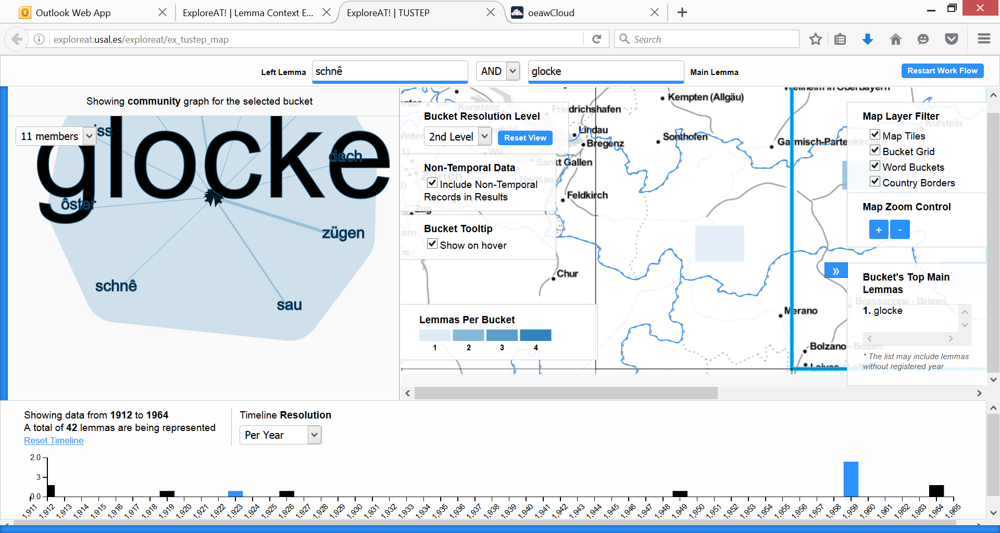 Outlook Web App
ExploreAT! | Lemma Context E...
ExploreAT! | TUSTEP
oeawCloud
exploreat.usal.es/exploreat/ex_tustep_map
Search
Left Lemma
schnê
AND
glocke
Main Lemma
Restart Work Flow
Showing community graph for the selected bucket
11 members
iss
glocke
dach
ôster
zügen
schnê
sau
Konstanz
Friedrichshafen
Kempten (Allgäu)
Weilheim in Oberbayern
Bucket Resolution Level
2nd Level
Reset View
Lindau
Bregenz
Sonthofen
Garmisch-Partenkirchen
Kufstein
Wil
Sankt Gallen
Herisau
Zürich
Non-Temporal Data
Include Non-Temporal
Records in Results
Feldkirch
Zug
Bucket Tooltip
Show on hover
Chur
Merano
Bressanone - Brixen
Bolzano - Bozen
Lemmas Per Bucket
1 2 3 4
Map Layer Filter
Map Tiles
Bucket Grid
Word Buckets
Country Borders
Map Zoom Control
+ -
»
Bucket's Top Main
Lemmas
1. glocke
* The list may include lemmas
without registered year
Showing data from 1912 to 1964
A total of 42 lemmas are being represented
Reset Timeline
Timeline Resolution
Per Year
2.0
3
0.0
1,911 1,912 1,913 1,914 1,915 1,916 1,917 1,918 1,919 1,920 1,921 1,922 1,923 1,924 1,925 1,926 1,927 1,928 1,929 1,930 1,931 1,932 1,933 1,934 1,935 1,936 1,937 1,938 1,939 1,940 1,941 1,942 1,943 1,944 1,945 1,946 1,947 1,948 1,949 1,950 1,951 1,952 1,953 1,954 1,955 1,956 1,957 1,958 1,959 1,960 1,961 1,962 1,963 1,964 1,965